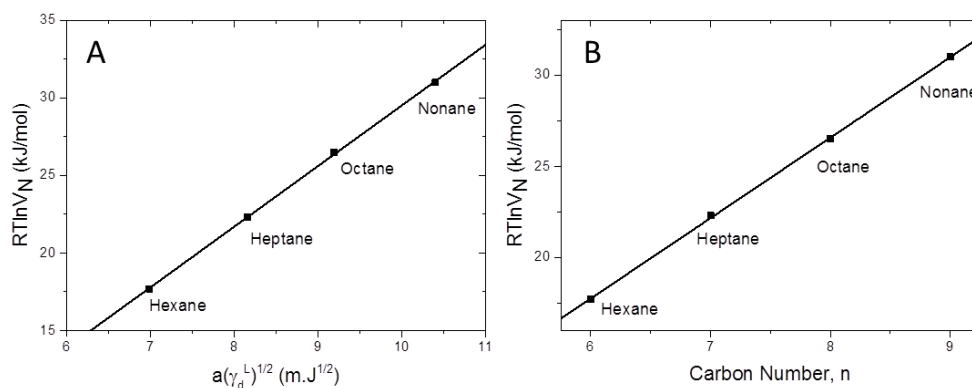 A
RTlnV_N (kJ/mol)
35
30
25
20
15
Nonane
Octane
Heptane
Hexane
6 7 8 9 10 11
a(γ_d^L)^1/2 (m.J^1/2)
B
RTlnV_N (kJ/mol)
30
25
20
Nonane
Octane
Heptane
Hexane
6 7 8 9
Carbon Number, n